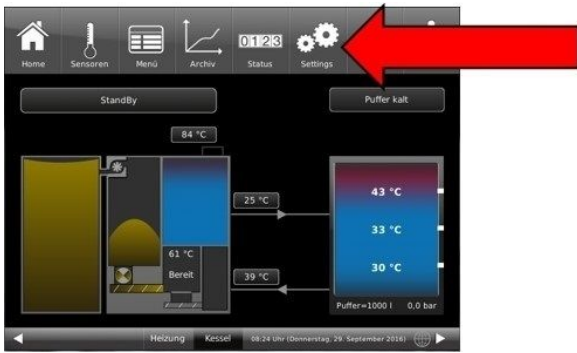 Home Sensoren Menü Archiv 0123 Status Settings
StandBy Puffer kalt
84 °C
43 °C
25 °C
33 °C
61 °C
Bereit
39 °C
30 °C
Puffer=1000 l 0,0 bar
Heizung Kessel 08:24 Uhr (Donnerstag, 29. September 2016)